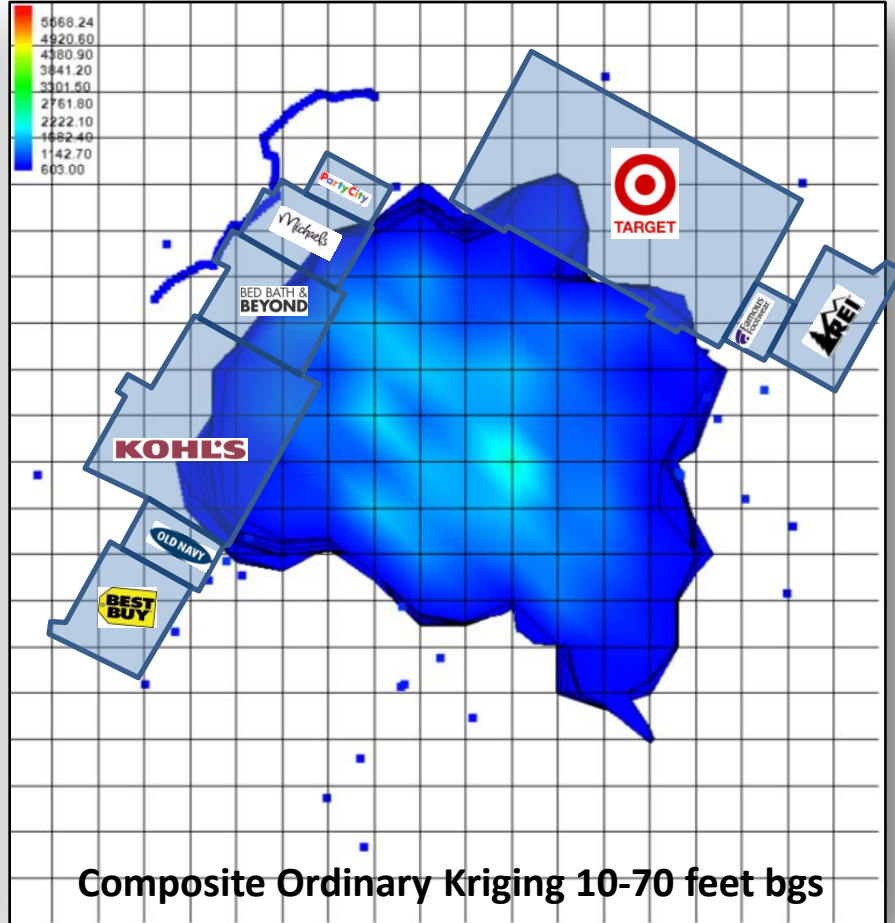 5568.24
4920.60
4380.90
3841.20
3301.50
2761.80
2222.10
1682.40
1142.70
603.00
TARGET
Party City
Michaels
BED BATH &
BEYOND
Famous
Footwear
REI
KOHL'S
OLD NAVY
BEST
BUY
Composite Ordinary Kriging 10-70 feet bgs